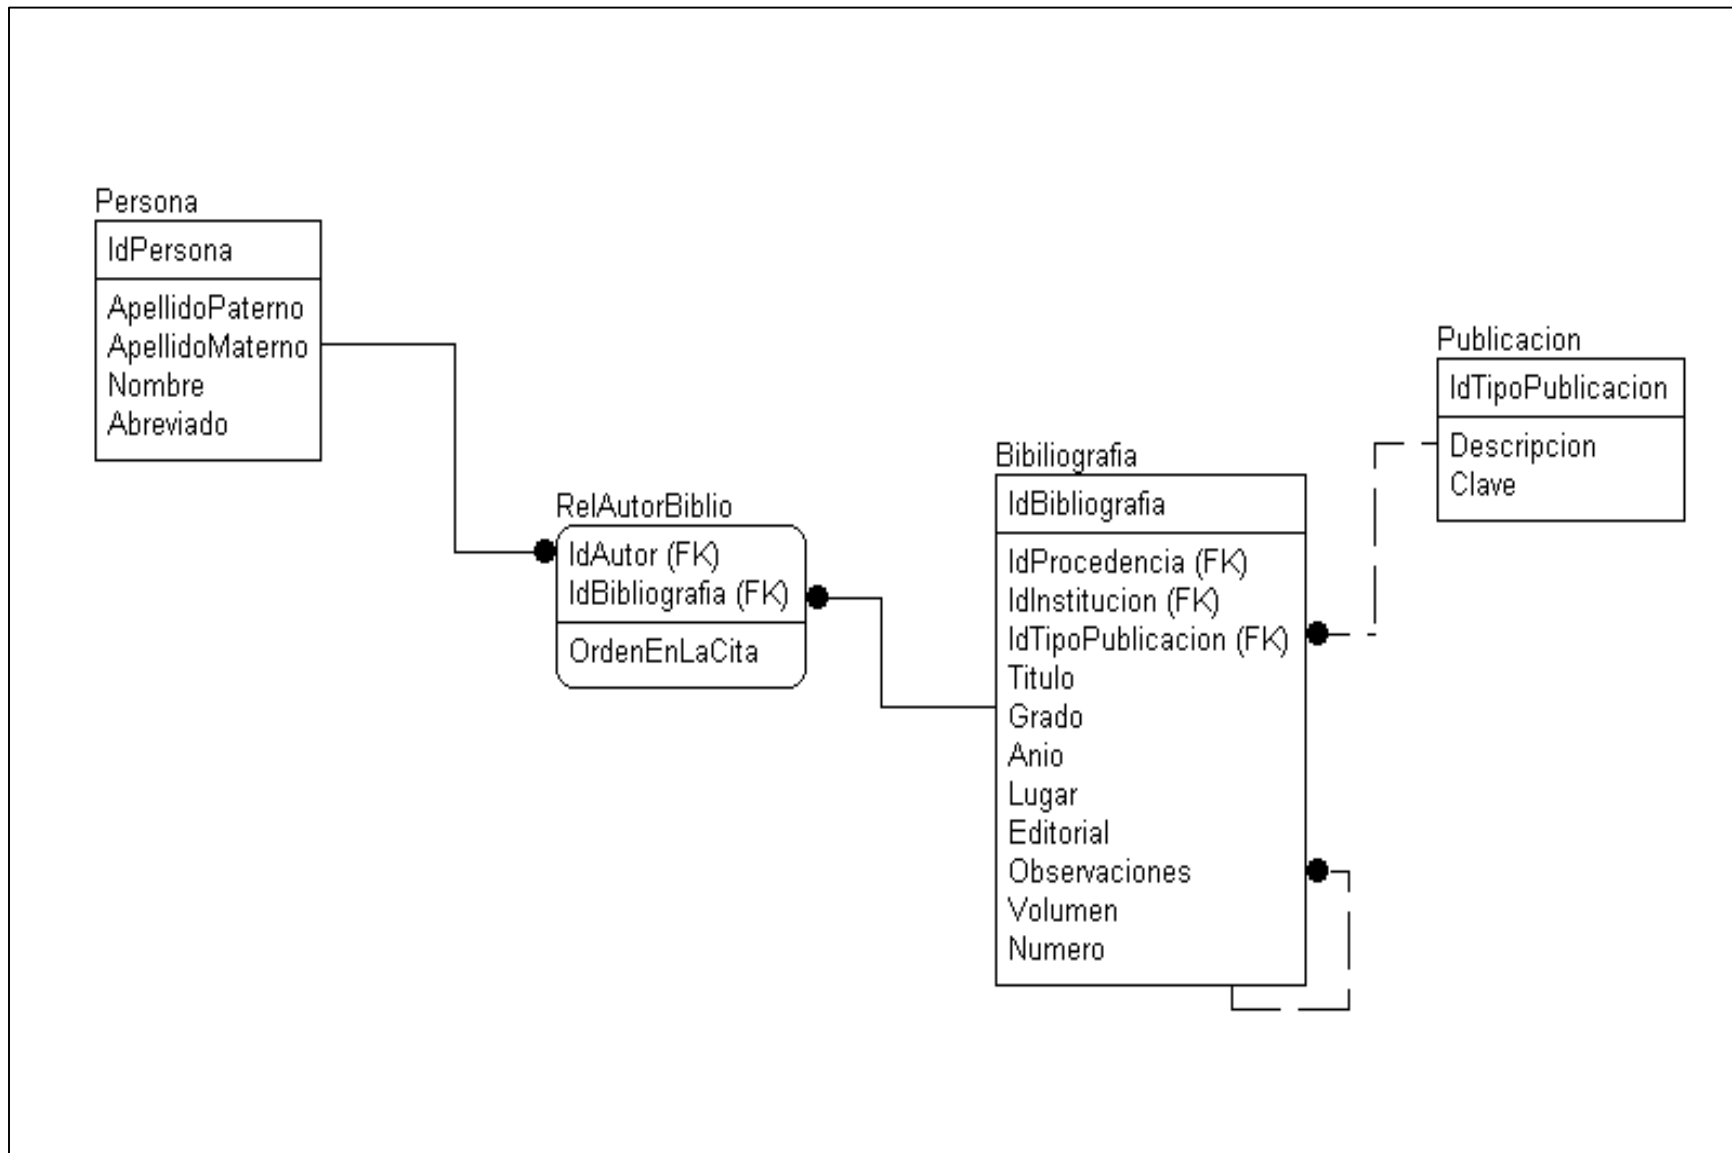 Persona
IdPersona
ApellidoPaterno
ApellidoMaterno
Nombre
Abreviado
RelAutorBiblio
IdAutor (FK)
IdBibliografia (FK)
OrdenEnLaCita
Bibiliografia
IdBibliografia
IdProcedencia (FK)
IdInstitucion (FK)
IdTipoPublicacion (FK)
Titulo
Grado
Anio
Lugar
Editorial
Observaciones
Volumen
Numero
Publicacion
IdTipoPublicacion
Descripcion
Clave